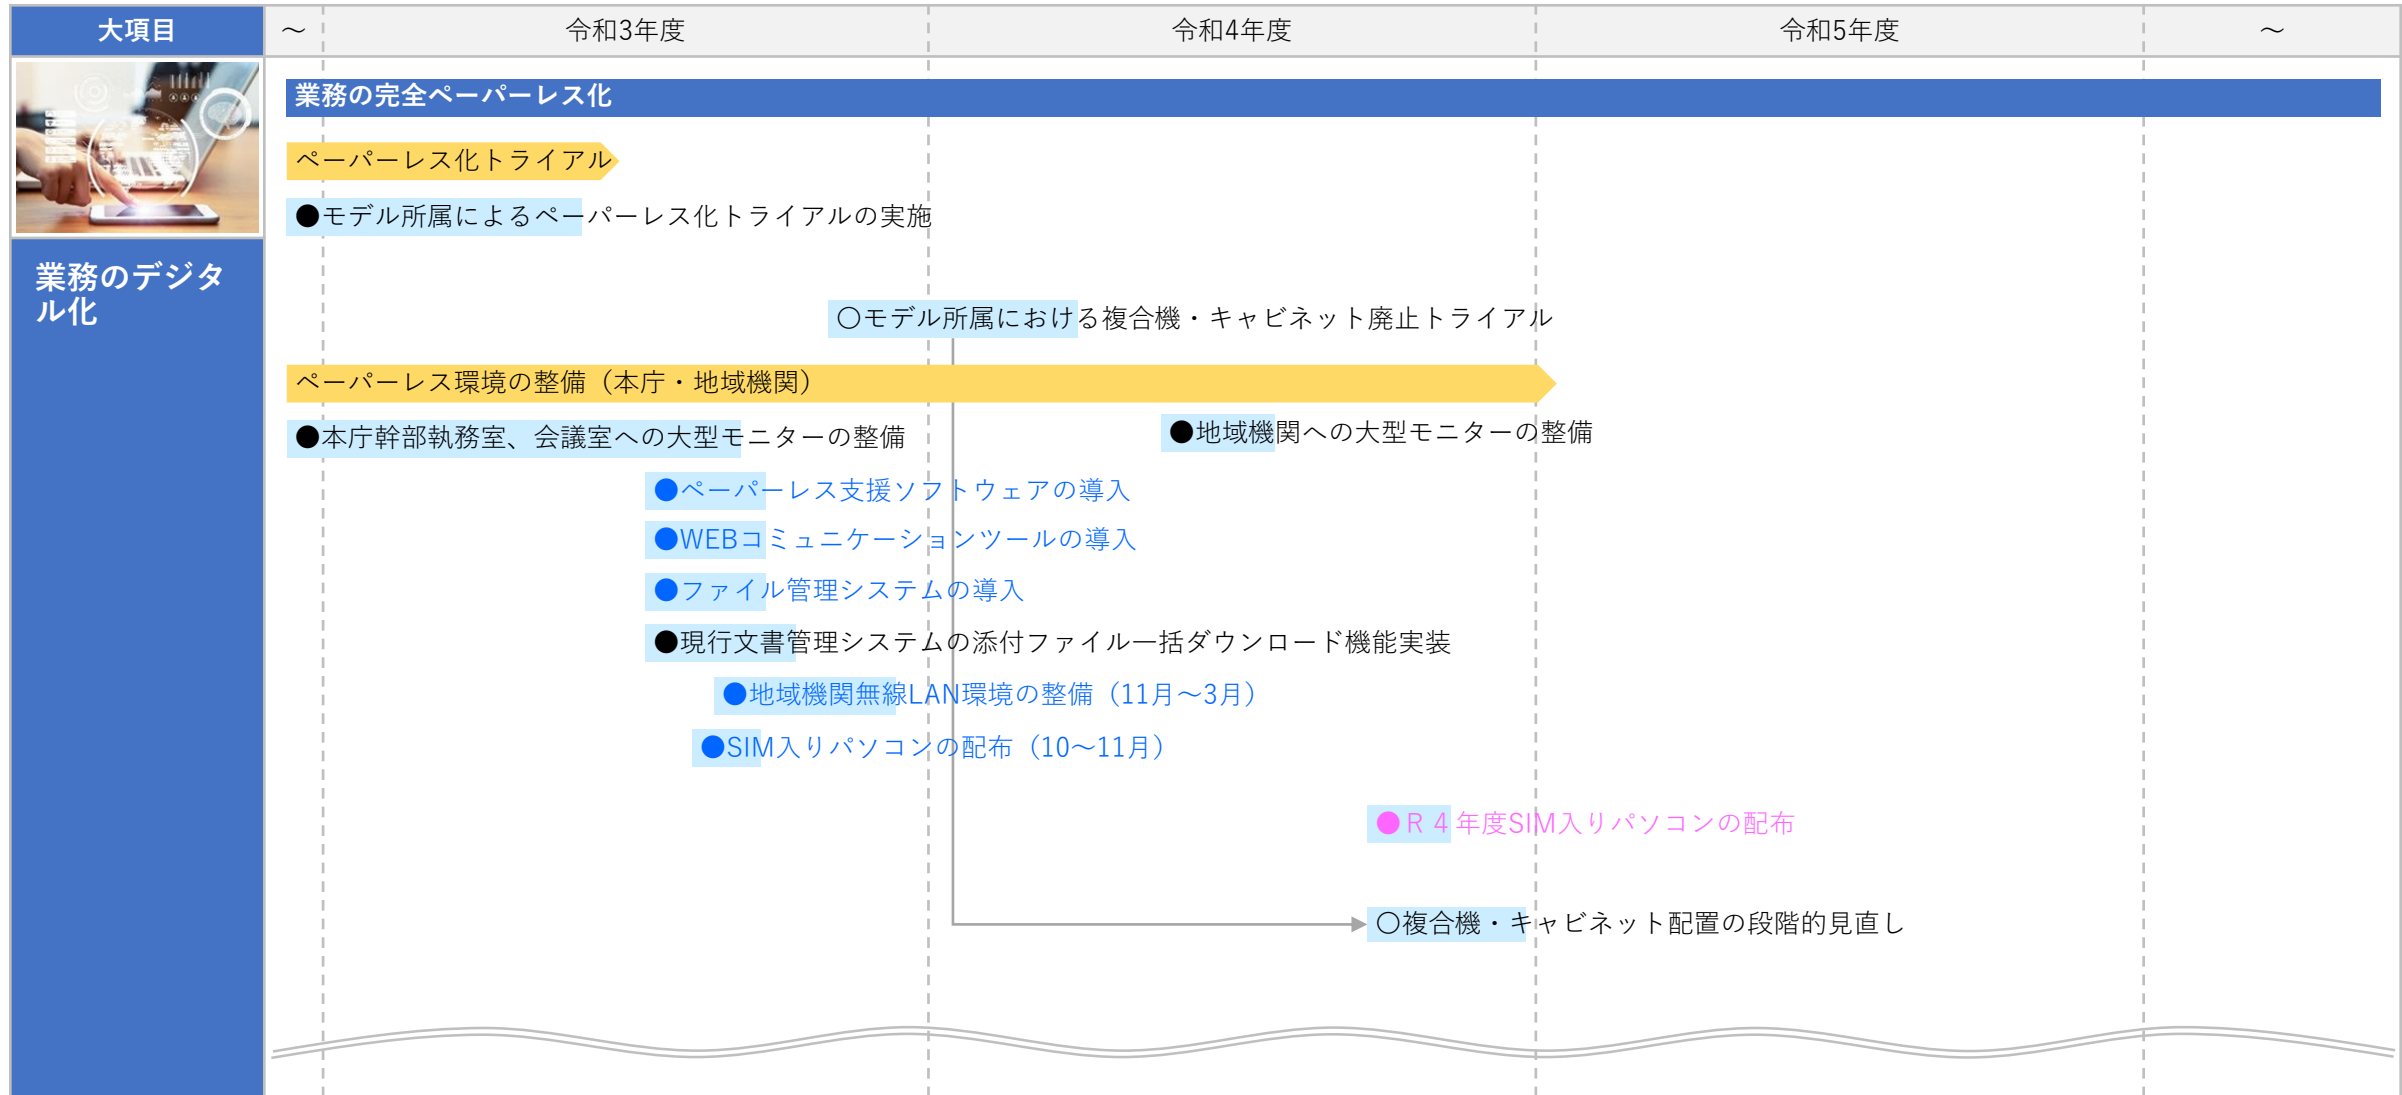 大項目
～
令和3年度
令和4年度
令和5年度
～
業務の完全ペーパーレス化
ペーパーレス化トライアル
●モデル所属によるペーパーレス化トライアルの実施
業務のデジタ
ル化
〇モデル所属における複合機・キャビネット廃止トライアル
ペーパーレス環境の整備（本庁・地域機関）
●本庁幹部執務室、会議室への大型モニターの整備
●地域機関への大型モニターの整備
●ペーパーレス支援ソフトウェアの導入
●WEBコミュニケーションツールの導入
●ファイル管理システムの導入
●現行文書管理システムの添付ファイル一括ダウンロード機能実装
●地域機関無線LAN環境の整備（11月～3月）
●SIM入りパソコンの配布（10～11月）
●Ｒ４年度SIM入りパソコンの配布
〇複合機・キャビネット配置の段階的見直し